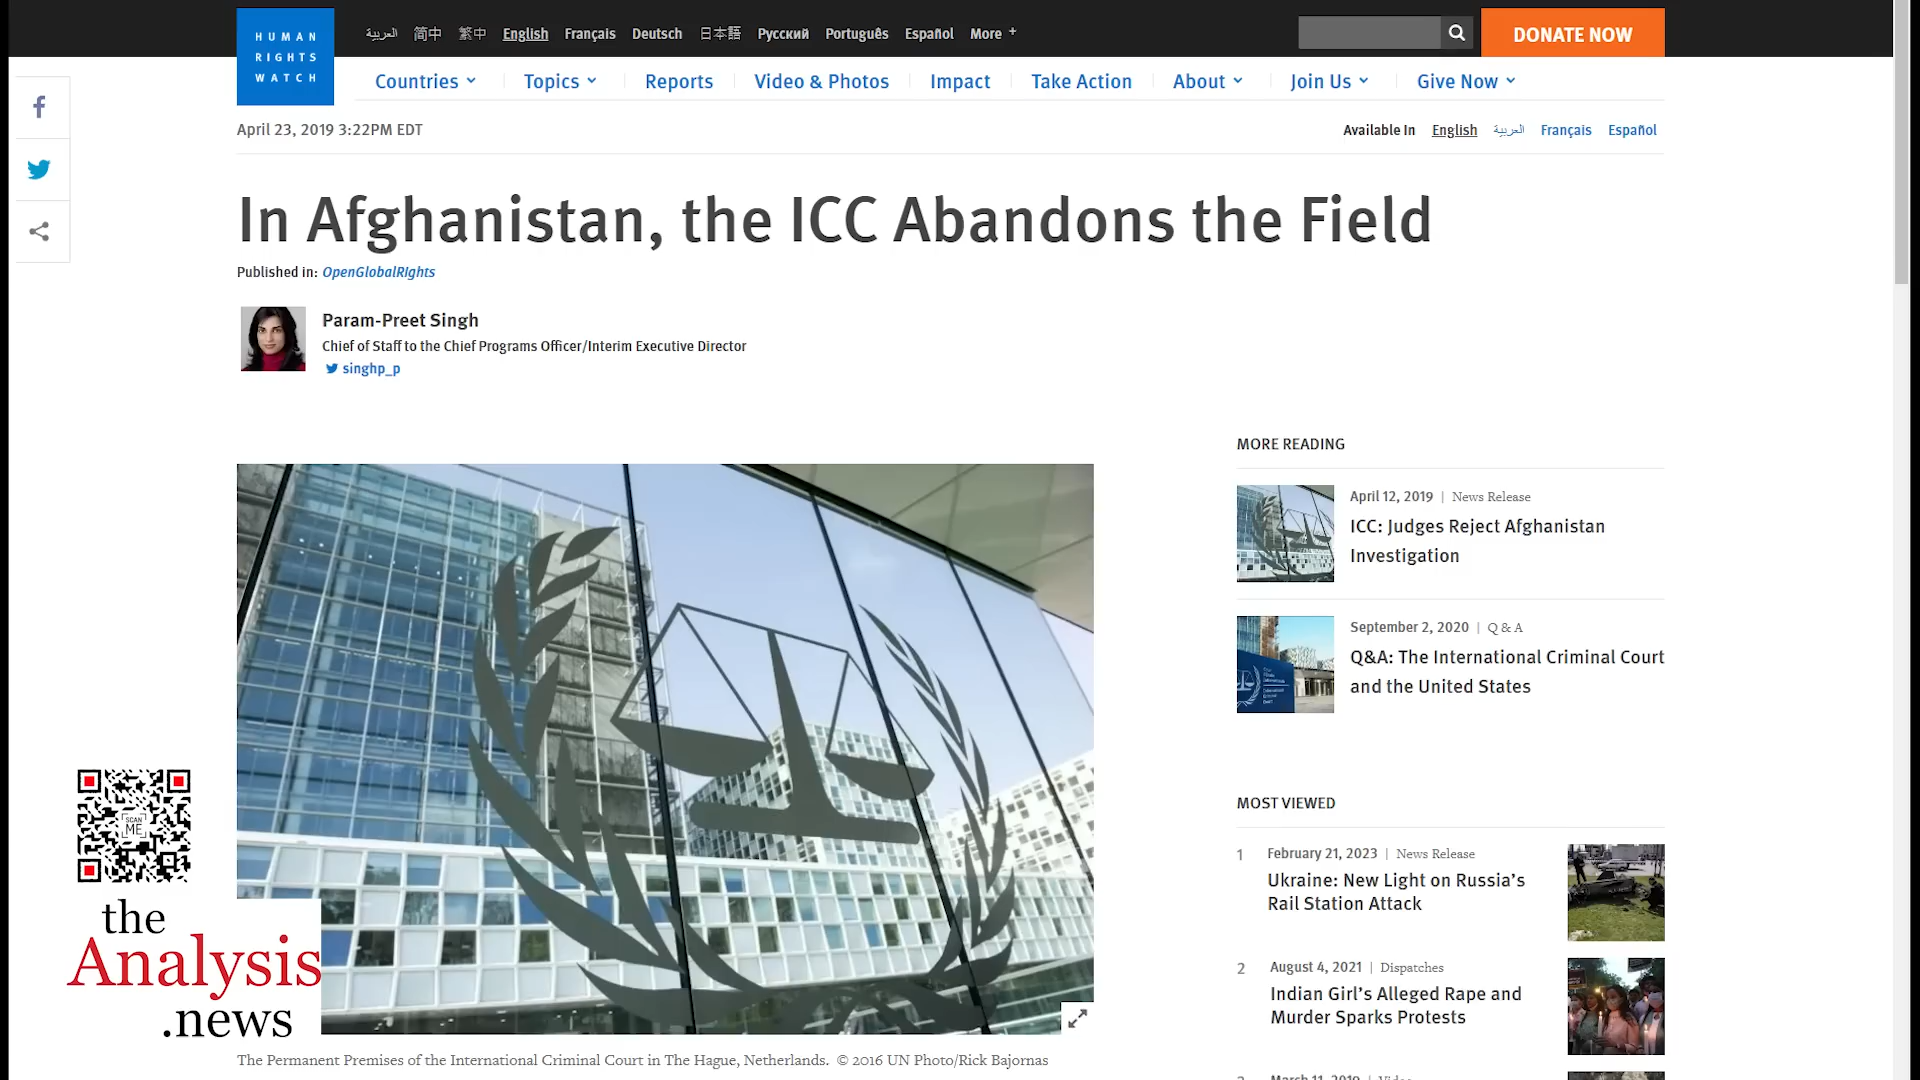 HUMAN
RIGHTS
WATCH
العربية 简中 繁中 English Français Deutsch 日本語 Русский Português Español More +
DONATE NOW
Countries Topics Reports Video & Photos Impact Take Action About Join Us Give Now
April 23, 2019 3:22PM EDT
Available In English العربية Français Español
In Afghanistan, the ICC Abandons the Field
Published in: OpenGlobalRIghts
Param-Preet Singh
Chief of Staff to the Chief Programs Officer/Interim Executive Director
singhp_p
MORE READING
April 12, 2019 | News Release
ICC: Judges Reject Afghanistan
Investigation
September 2, 2020 | Q & A
Q&A: The International Criminal Court
and the United States
MOST VIEWED
1 February 21, 2023 | News Release
Ukraine: New Light on Russia’s
Rail Station Attack
2 August 4, 2021 | Dispatches
Indian Girl’s Alleged Rape and
Murder Sparks Protests
SCAN
ME
the
Analysis
.news
The Permanent Premises of the International Criminal Court in The Hague, Netherlands. © 2016 UN Photo/Rick Bajornas
March 11, 2019 | Video